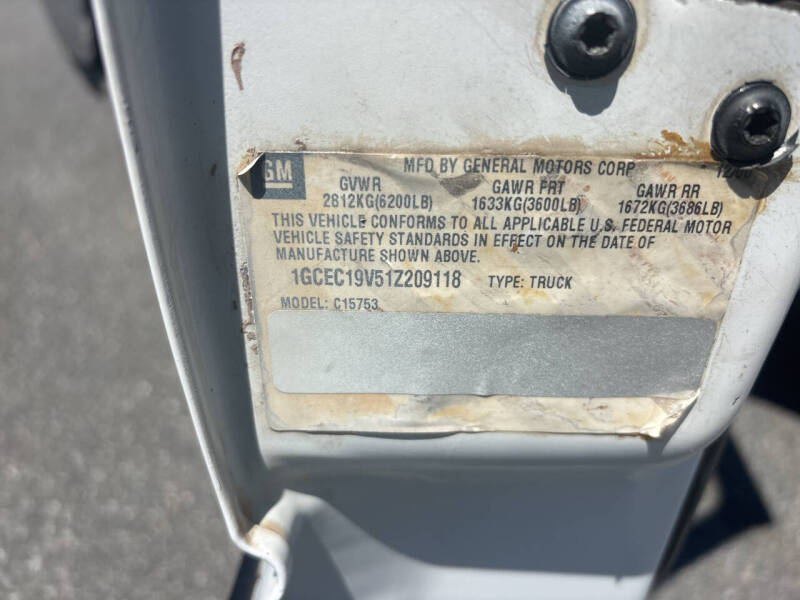 GM
MFD BY GENERAL MOTORS CORP
GVWR GAWR FRT GAWR RR
2812KG(6200LB) 1633KG(3600LB) 1672KG(3686LB)
THIS VEHICLE CONFORMS TO ALL APPLICABLE U.S. FEDERAL MOTOR
VEHICLE SAFETY STANDARDS IN EFFECT ON THE DATE OF
MANUFACTURE SHOWN ABOVE.
1GCEC19V51Z209118 TYPE: TRUCK
MODEL: C15753